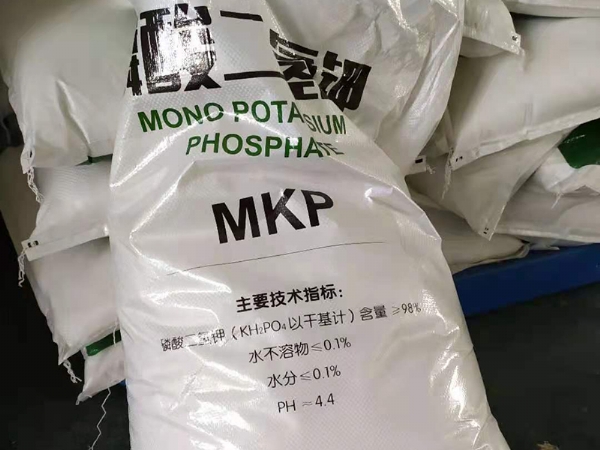 磷酸二氢钾
MONO POTASSIUM
PHOSPHATE
MKP
主要技术指标：
磷酸二氢钾（KH₂PO₄以干基计）含量≥98%
水不溶物≤0.1%
水分≤0.1%
PH=4.4